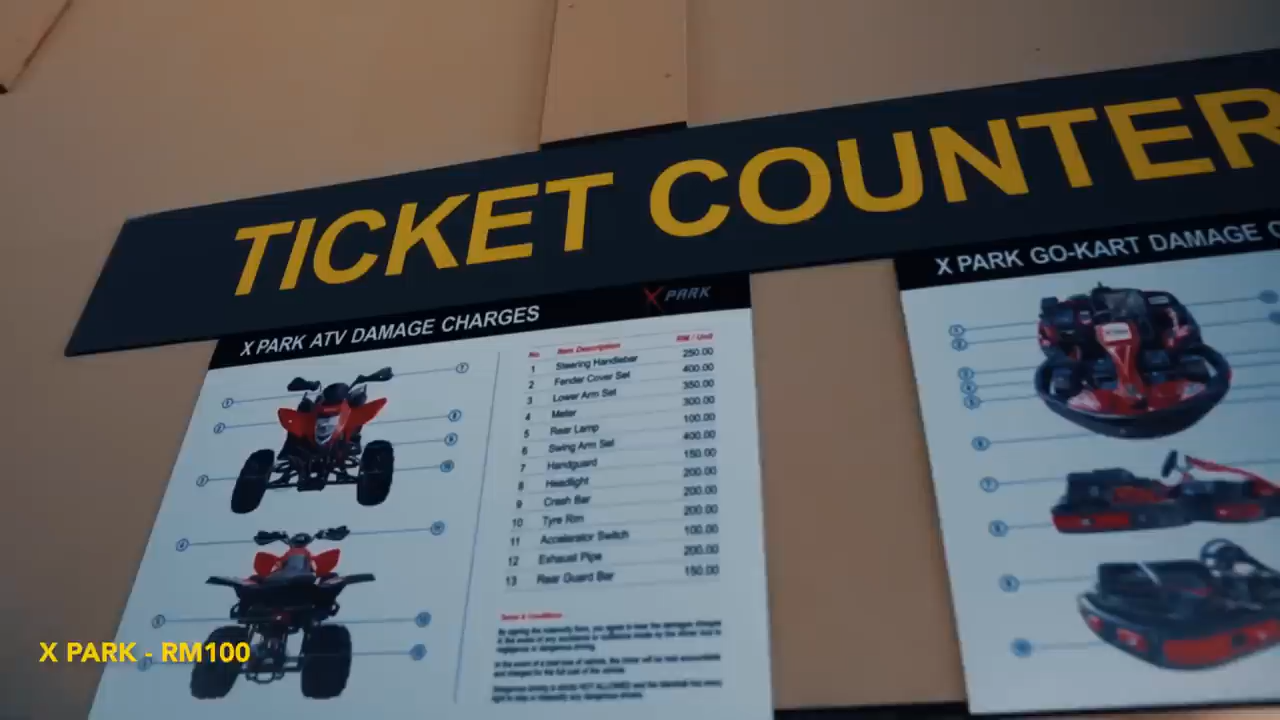 TICKET COUNTER
X PARK ATV DAMAGE CHARGES
X PARK
No Item Description RM / Unit
1 Steering Handlebar 250.00
2 Fender Cover Set 400.00
3 Lower Arm Set 350.00
4 Meter 300.00
5 Rear Lamp 100.00
6 Swing Arm Set 400.00
7 Handguard 150.00
8 Headlight 200.00
9 Crash Bar 200.00
10 Tyre Rim 200.00
11 Accelerator Switch 100.00
12 Exhaust Pipe 200.00
13 Rear Guard Bar 150.00
Terms & Conditions
X PARK GO-KART DAMAGE
X PARK - RM100